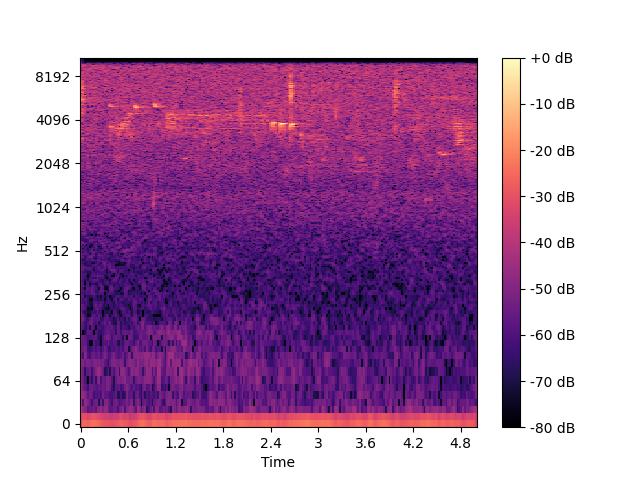 8192
4096
2048
1024
512
256
128
64
0
Hz
0 0.6 1.2 1.8 2.4 3 3.6 4.2 4.8
Time
+0 dB
-10 dB
-20 dB
-30 dB
-40 dB
-50 dB
-60 dB
-70 dB
-80 dB